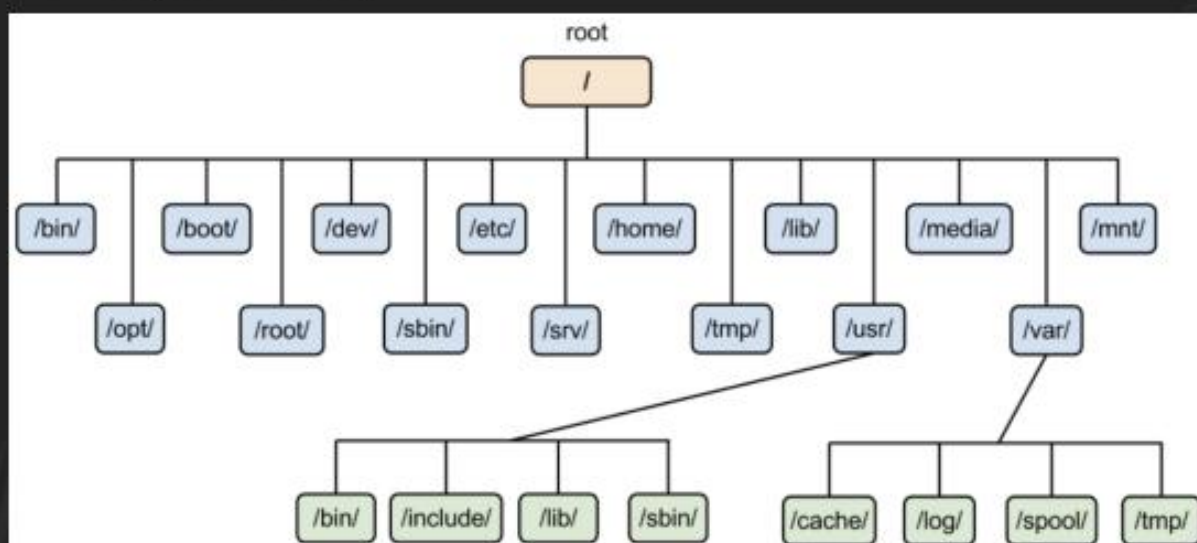 root
/
/bin/ /boot/ /dev/ /etc/ /home/ /lib/ /media/ /mnt/
/opt/ /root/ /sbin/ /srv/ /tmp/ /usr/ /var/
/bin/ /include/ /lib/ /sbin/ /cache/ /log/ /spool/ /tmp/